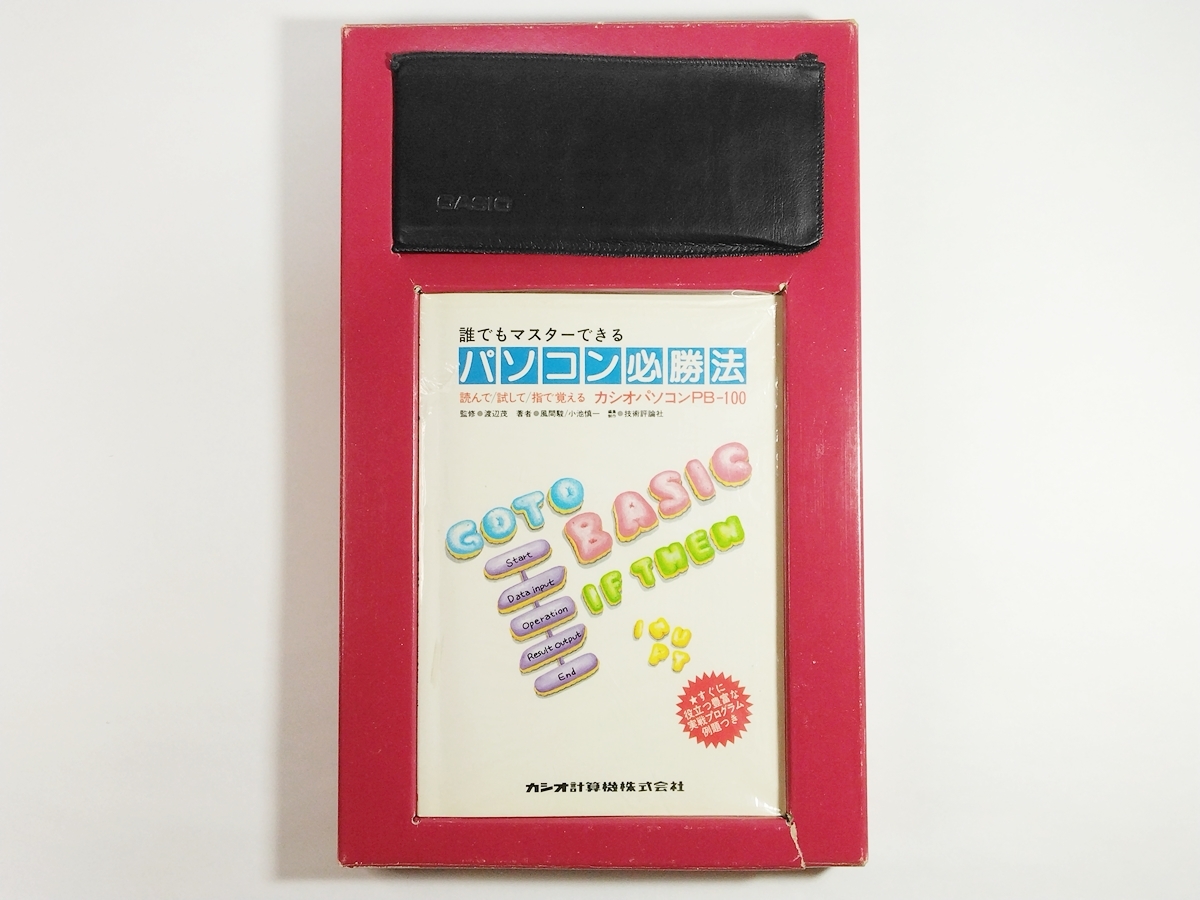 CASIO
誰でもマスターできる
パソコン必勝法
読んで/試して/指で覚える カシオパソコンPB-100
監修●渡辺茂 著者●風間駿/小池慎一 ●技術評論社
GOTO
BASIC
IF THEN
Start
Data input
Operation
Result output
End
INUPT
★すぐに
役立つ豊富な
実戦プログラム
例題つき
カシオ計算機株式会社